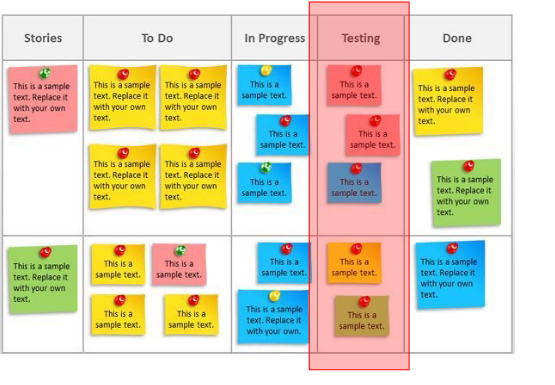 Stories
To Do
In Progress
Testing
Done
This is a sample
text. Replace it
with your own
text.
This is a sample
text. Replace it
with your own
text.
This is a sample
text. Replace it
with your own
text.
This is a sample
text. Replace it
with your own
text.
This is a sample
text. Replace it
with your own
text.
This is a
sample text.
This is a
sample text.
This is a
sample text.
This is a
sample text.
This is a
sample text.
This is a
sample text.
This is a sample
text. Replace it
with your own
text.
This is a sample
text. Replace it
with your own
text.
This is a sample
text. Replace it
with your own
text.
This is a
sample text.
This is a
sample text.
This is a
sample text.
This is a
sample text.
This is a
sample text.
This is a sample
text. Replace it
with your own.
This is a
sample text.
This is a
sample text.
This is a sample
text. Replace it
with your own
text.